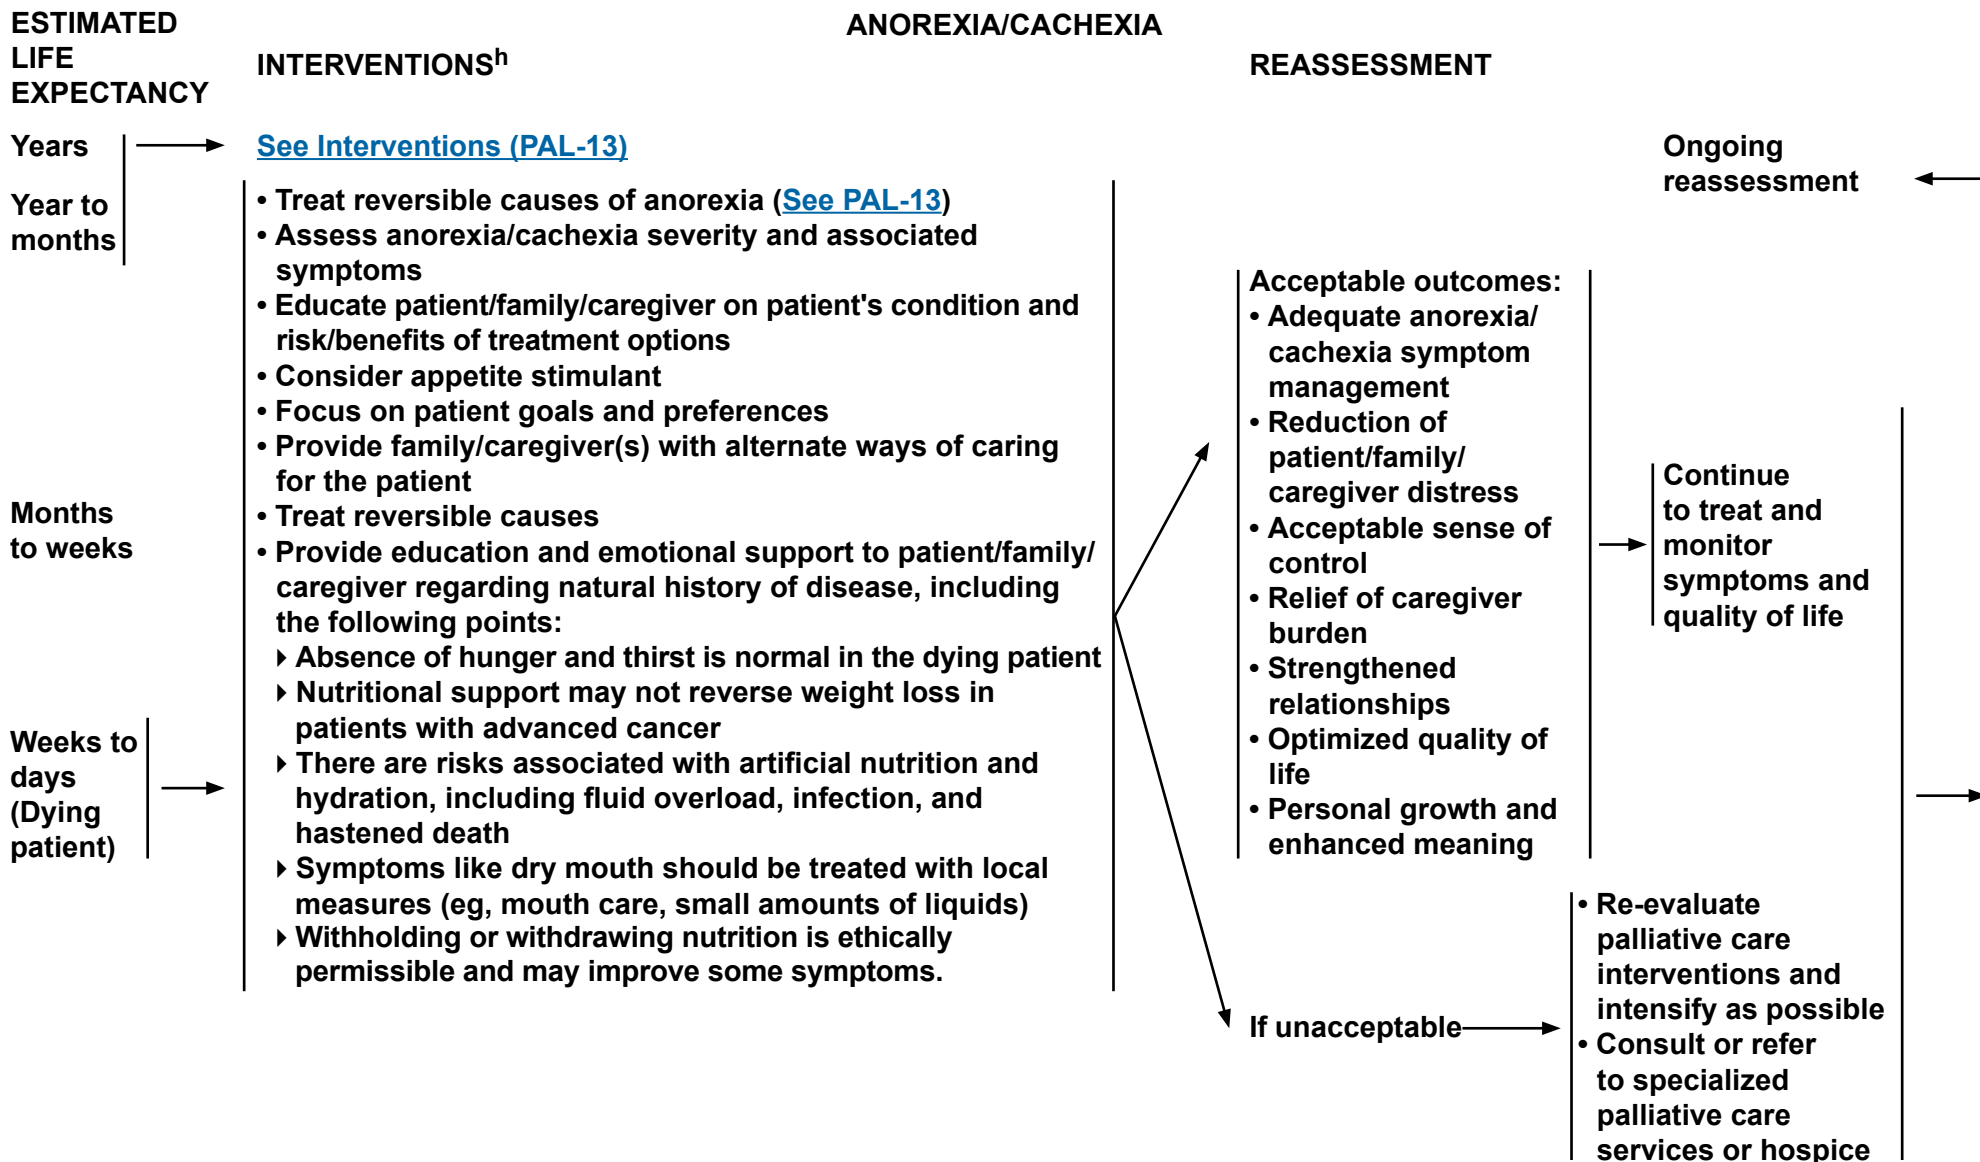 ANOREXIA/CACHEXIA
ESTIMATED
LIFE
EXPECTANCY
INTERVENTIONSh
REASSESSMENT
Years
Year to
months
Months
to weeks
Weeks to
days
(Dying
patient)
See Interventions (PAL-13)
• Treat reversible causes of anorexia (See PAL-13)
• Assess anorexia/cachexia severity and associated
symptoms
• Educate patient/family/caregiver on patient's condition and
risk/benefits of treatment options
• Consider appetite stimulant
• Focus on patient goals and preferences
• Provide family/caregiver(s) with alternate ways of caring
for the patient
• Treat reversible causes
• Provide education and emotional support to patient/family/
caregiver regarding natural history of disease, including
the following points:
▸ Absence of hunger and thirst is normal in the dying patient
▸ Nutritional support may not reverse weight loss in
patients with advanced cancer
▸ There are risks associated with artificial nutrition and
hydration, including fluid overload, infection, and
hastened death
▸ Symptoms like dry mouth should be treated with local
measures (eg, mouth care, small amounts of liquids)
▸ Withholding or withdrawing nutrition is ethically
permissible and may improve some symptoms.
Acceptable outcomes:
• Adequate anorexia/
cachexia symptom
management
• Reduction of
patient/family/
caregiver distress
• Acceptable sense of
control
• Relief of caregiver
burden
• Strengthened
relationships
• Optimized quality of
life
• Personal growth and
enhanced meaning
If unacceptable
Ongoing
reassessment
Continue
to treat and
monitor
symptoms and
quality of life
• Re-evaluate
palliative care
interventions and
intensify as possible
• Consult or refer
to specialized
palliative care
services or hospice